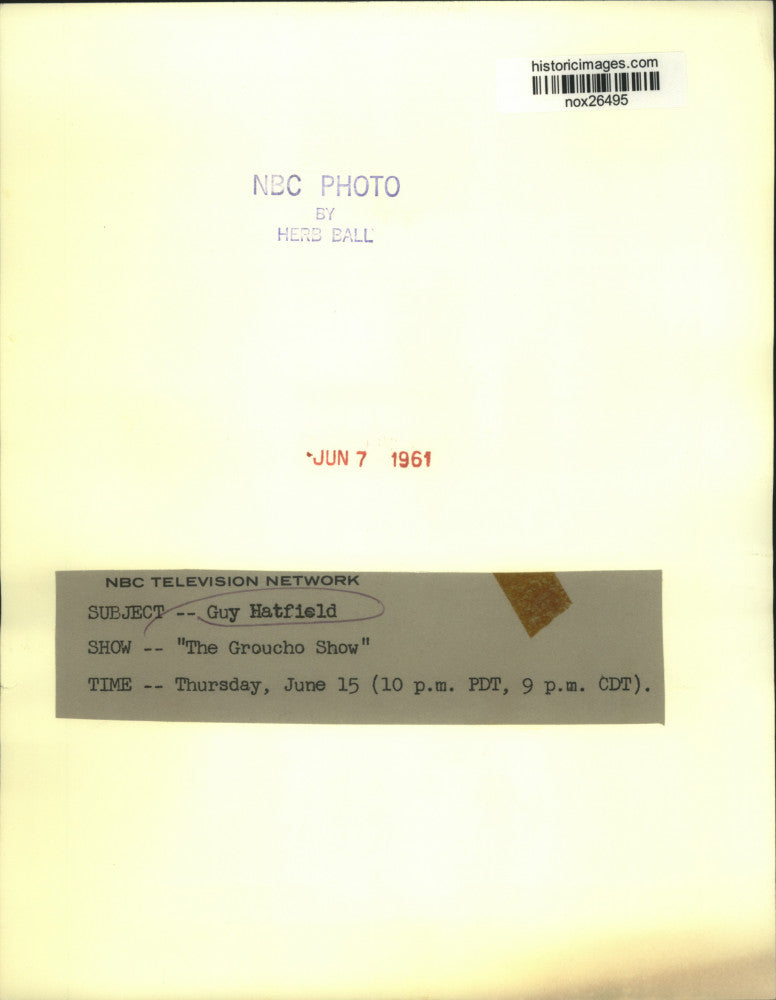 historicimages.com
nox26495
NBC PHOTO
BY
HERB BALL
JUN 7 1961
NBC TELEVISION NETWORK
SUBJECT -- Guy Hatfield
SHOW -- "The Groucho Show"
TIME -- Thursday, June 15 (10 p.m. PDT, 9 p.m. CDT).